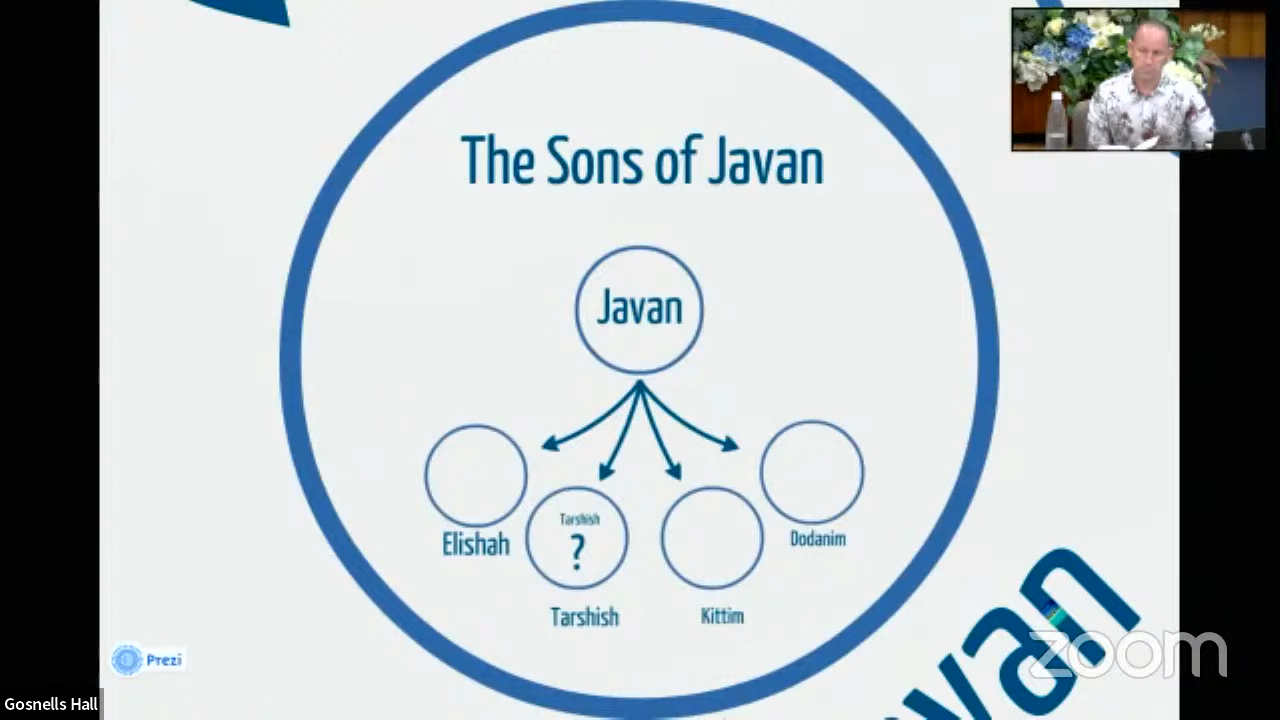 The Sons of Javan
Javan
Tarshish
?
Elishah
Dodanim
Tarshish
Kittim
Prezi
zoom
Gosnells Hall